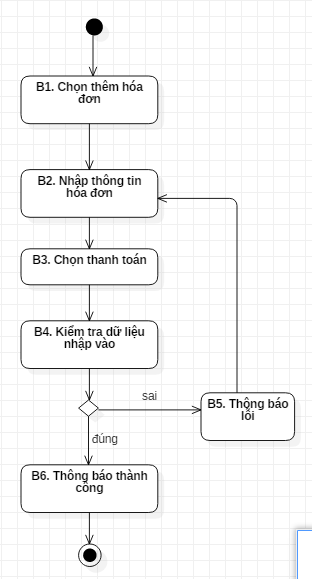 B1. Chọn thêm hóa
đơn
B2. Nhập thông tin
hóa đơn
B3. Chọn thanh toán
B4. Kiểm tra dữ liệu
nhập vào
sai
B5. Thông báo
lỗi
đúng
B6. Thông báo thành
công